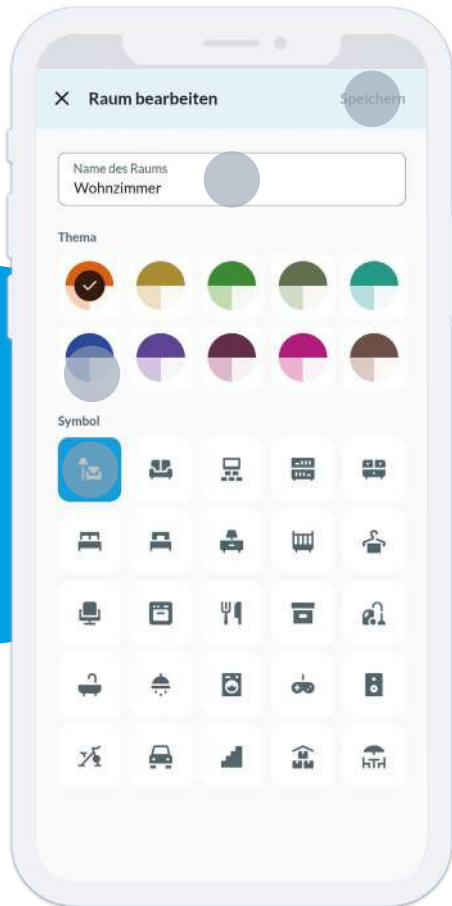 Raum bearbeiten
Speichern
Name des Raums
Wohnzimmer
Thema
Symbol